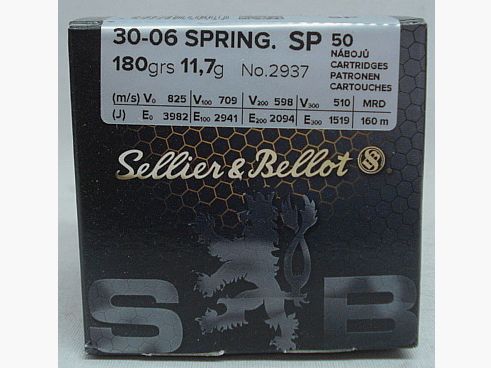 30-06 SPRING. SP 50
NÁBOJŮ
CARTRIDGES
PATRONEN
CARTOUCHES
180grs 11,7g No.2937
(m/s) V0 825 V100 709 V200 598 V300 510 MRD
(J) E0 3982 E100 2941 E200 2094 E300 1519 160 m
Sellier & Bellot
S B